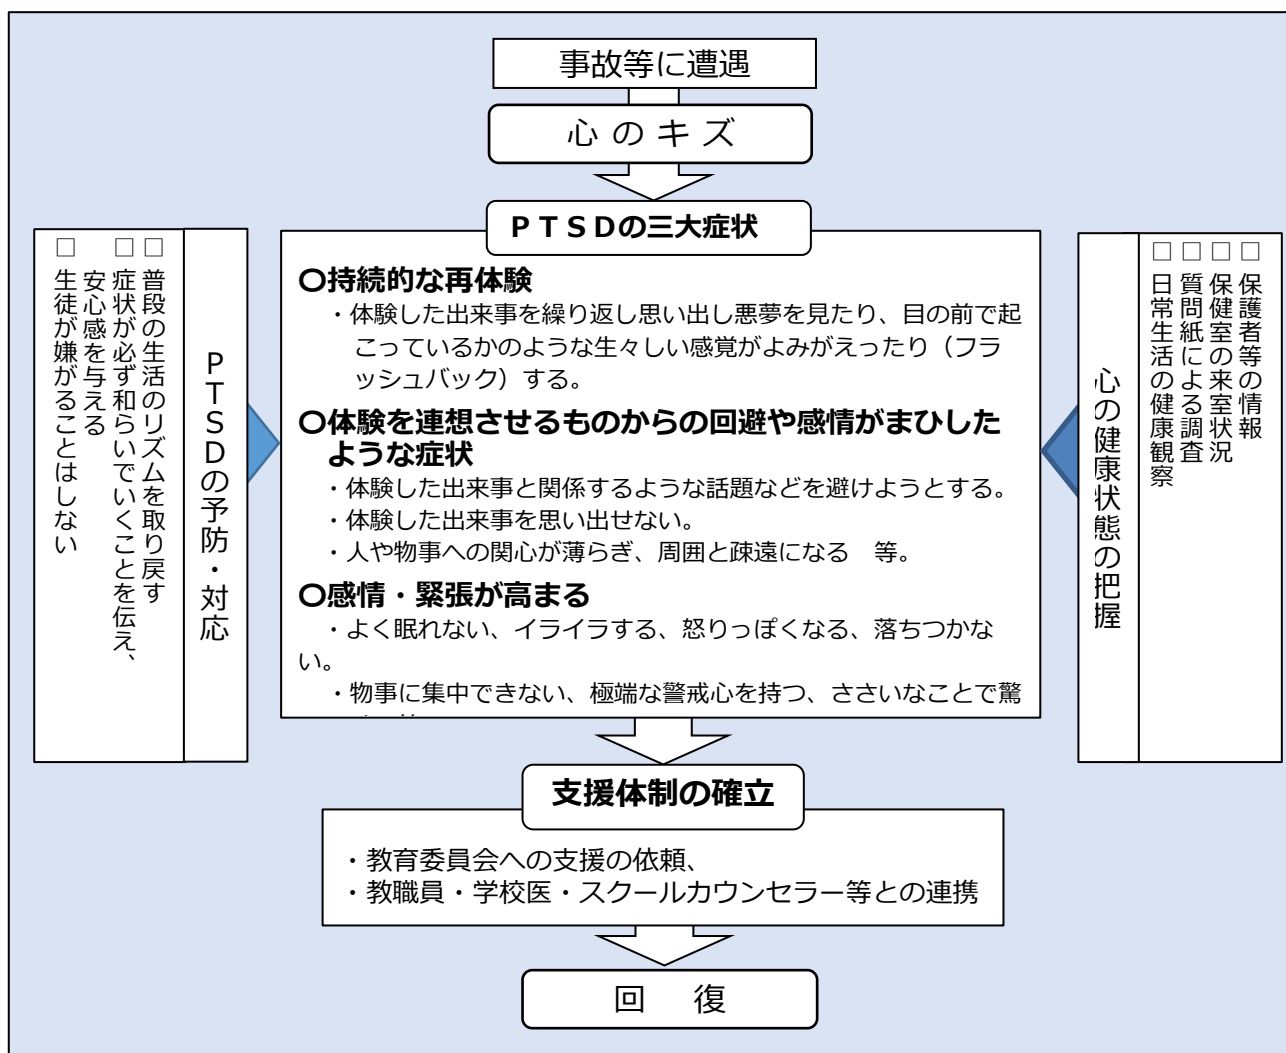 事故等に遭遇
心のキズ
ＰＴＳＤの三大症状
〇持続的な再体験
・体験した出来事を繰り返し思い出し悪夢を見たり、目の前で起
こっているかのような生々しい感覚がよみがえったり（フラ
ッシュバック）する。
〇体験を連想させるものからの回避や感情がまひした
ような症状
・体験した出来事と関係するような話題などを避けようとする。
・体験した出来事を思い出せない。
・人や物事への関心が薄らぎ、周囲と疎遠になる　等。
〇感情・緊張が高まる
・よく眠れない、イライラする、怒りっぽくなる、落ちつかな
い。
・物事に集中できない、極端な警戒心を持つ、ささいなことで驚
ＰＴＳＤの予防・対応
□ 普段の生活のリズムを取り戻す
□ 症状が必ず和らいでいくことを伝え、
安心感を与える
□ 生徒が嫌がることはしない
□ 保護者等の情報
□ 保健室の来室状況
□ 質問紙による調査
□ 日常生活の健康観察
心の健康状態の把握
支援体制の確立
・教育委員会への支援の依頼、
・教職員・学校医・スクールカウンセラー等との連携
回　復